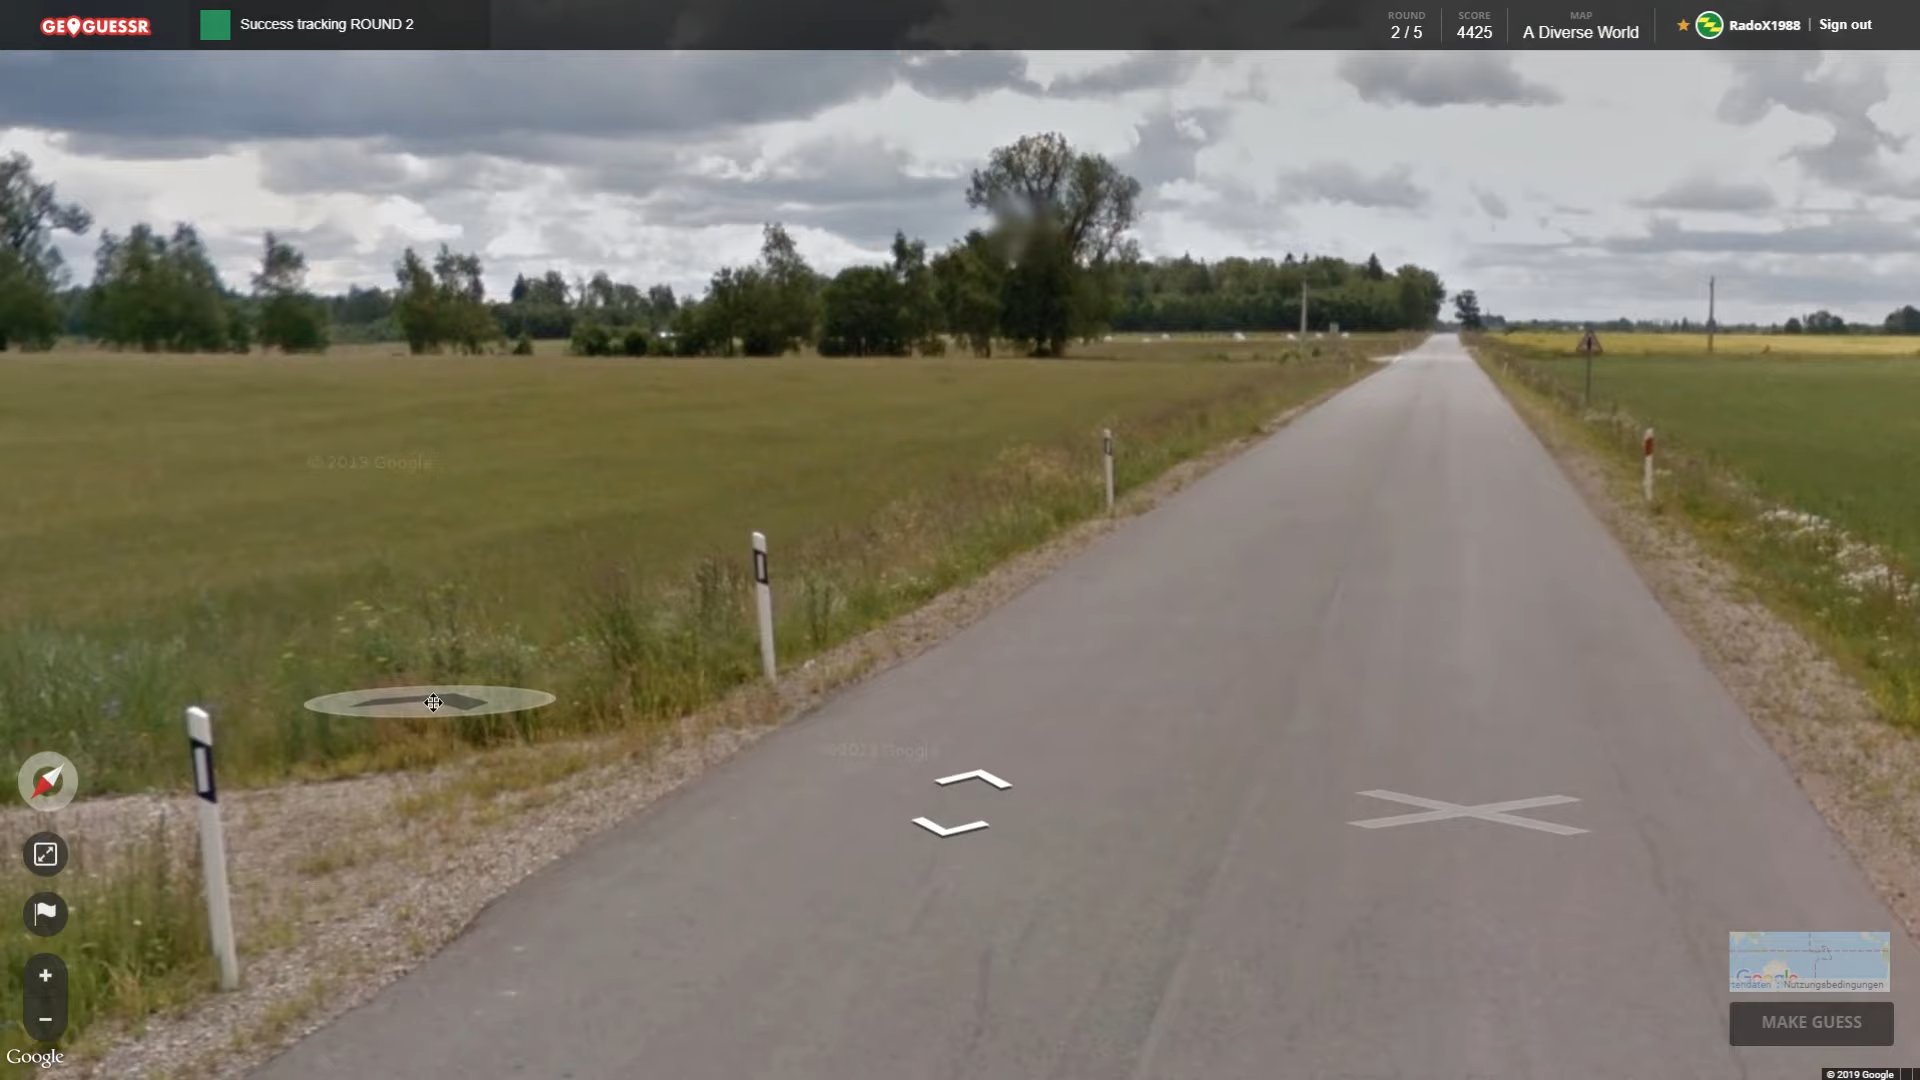 GEOGUESSR
Success tracking ROUND 2
ROUND
2 / 5
SCORE
4425
MAP
A Diverse World
RadoX1988
Sign out
© 2019 Google
Google
Google
Nutzungsbedingungen
MAKE GUESS
© 2019 Google